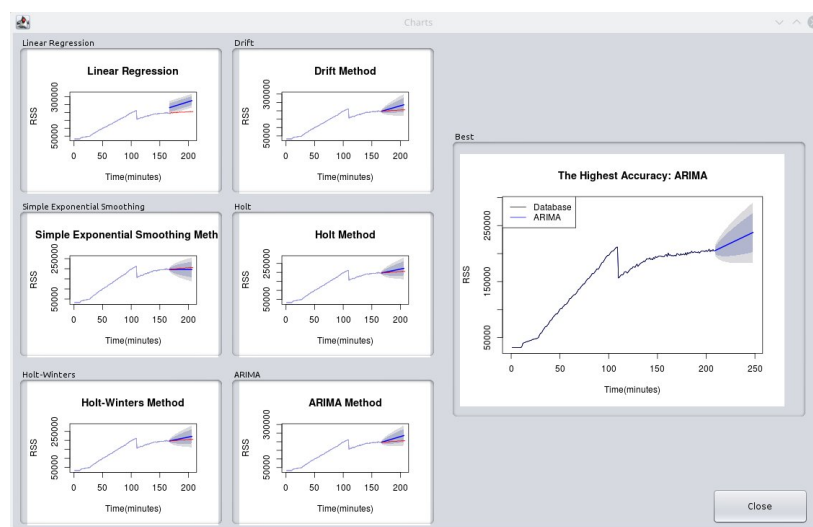 Charts
Linear Regression
Linear Regression
RSS
50000 300000
0 50 100 150 200
Time(minutes)
Drift
Drift Method
RSS
50000 300000
0 50 100 150 200
Time(minutes)
Simple Exponential Smoothing
Simple Exponential Smoothing Meth
RSS
50000 250000
0 50 100 150 200
Time(minutes)
Holt
Holt Method
RSS
50000 250000
0 50 100 150 200
Time(minutes)
Holt-Winters
Holt-Winters Method
RSS
50000 250000
0 50 100 150 200
Time(minutes)
ARIMA
ARIMA Method
RSS
50000 300000
0 50 100 150 200
Time(minutes)
Best
The Highest Accuracy: ARIMA
Database
ARIMA
RSS
50000 150000 250000
0 50 100 150 200 250
Time(minutes)
Close